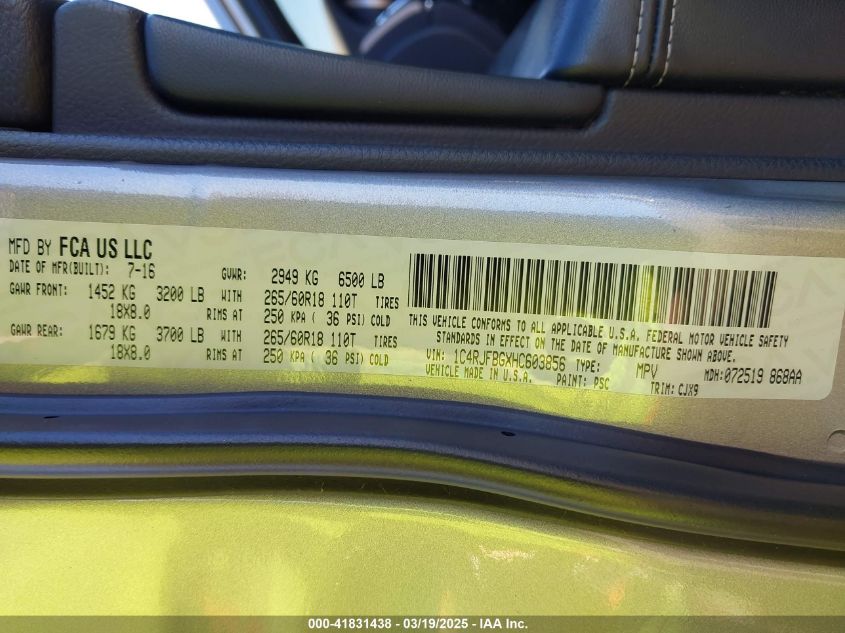 MFD BY FCA US LLC
DATE OF MFR(BUILT): 7-16 GVWR: 2949 KG 6500 LB
GAWR FRONT: 1452 KG 3200 LB WITH 265/60R18 110T TIRES
18X8.0 RIMS AT 250 KPA ( 36 PSI) COLD
GAWR REAR: 1679 KG 3700 LB WITH 265/60R18 110T TIRES
18X8.0 RIMS AT 250 KPA ( 36 PSI) COLD
THIS VEHICLE CONFORMS TO ALL APPLICABLE U.S.A. FEDERAL MOTOR VEHICLE SAFETY
STANDARDS IN EFFECT ON THE DATE OF MANUFACTURE SHOWN ABOVE.
VIN: 1C4RJFBGXHC603856 TYPE: MPV MDH:072519 868AA
VEHICLE MADE IN U.S.A. PAINT: PSC TRIM: CJX9
000-41831438 - 03/19/2025 - IAA Inc.